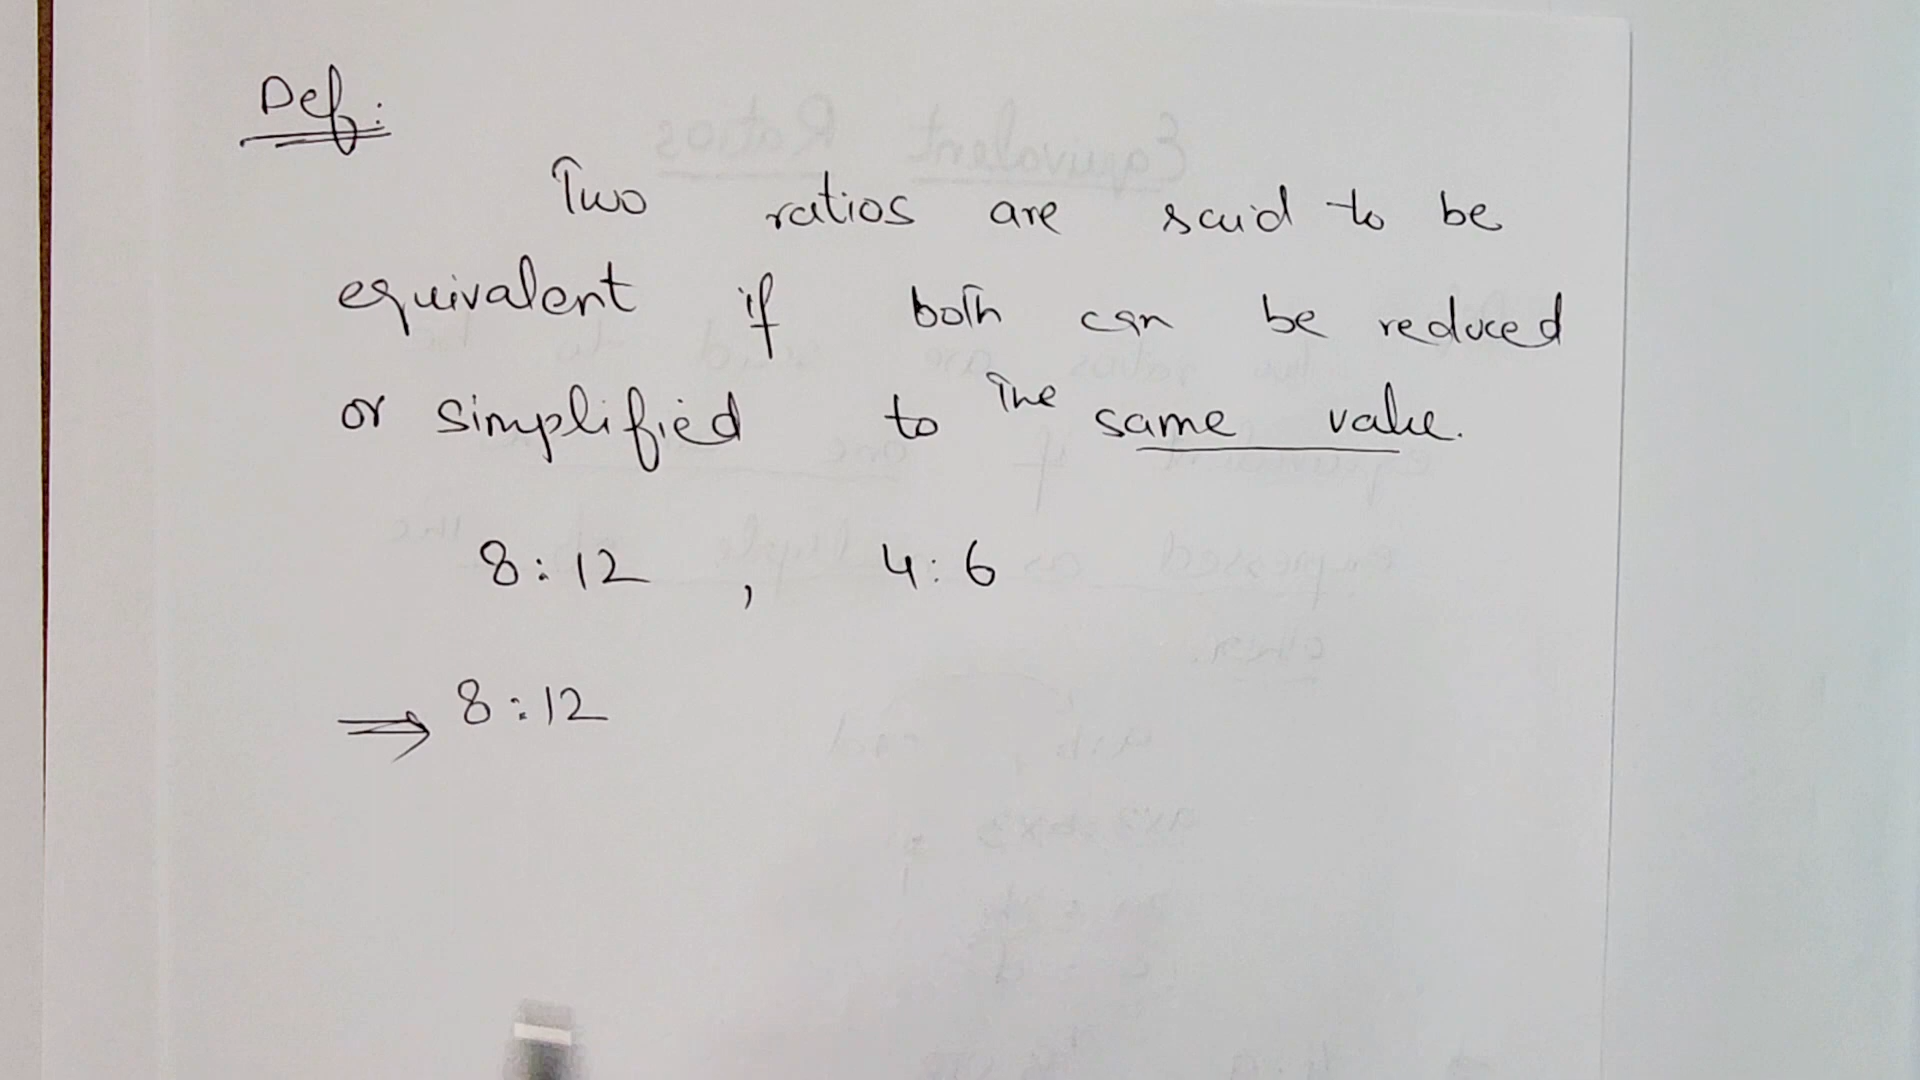 Def:
Two ratios are said to be
equivalent if both can be reduced
or simplified to the same value.
8:12 , 4:6
⇒ 8:12